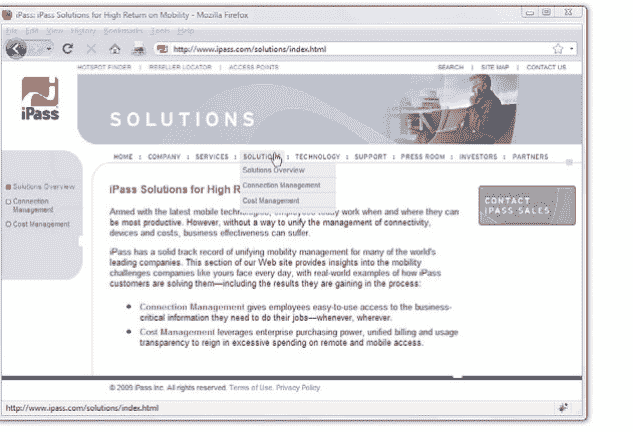 iPass: iPass Solutions for High Return on Mobility - Mozilla Firefox
File Edit View History Bookmarks Tools Help
http://www.ipass.com/solutions/index.html
HOTSPOT FINDER | RESELLER LOCATOR | ACCESS POINTS
SEARCH | SITE MAP | CONTACT US
iPass
SOLUTIONS
HOME : COMPANY : SERVICES : SOLUTIONS : TECHNOLOGY : SUPPORT : PRESS ROOM : INVESTORS : PARTNERS
Solutions Overview
Connection Management
Cost Management
Solutions Overview
Connection
Management
Cost Management
iPass Solutions for High R
CONTACT
iPASS SALES
Armed with the latest mobile technologies, employees today work when and where they can
be most productive. However, without a way to unify the management of connectivity,
devices and costs, business effectiveness can suffer.
iPass has a solid track record of unifying mobility management for many of the world's
leading companies. This section of our Web site provides insights into the mobility
challenges companies like yours face every day, with real-world examples of how iPass
customers are solving them—including the results they are gaining in the process:
• Connection Management gives employees easy-to-use access to the business-
critical information they need to do their jobs—whenever, wherever.
• Cost Management leverages enterprise purchasing power, unified billing and usage
transparency to reign in excessive spending on remote and mobile access.
© 2009 iPass Inc. All rights reserved. Terms of Use. Privacy Policy
http://www.ipass.com/solutions/index.html